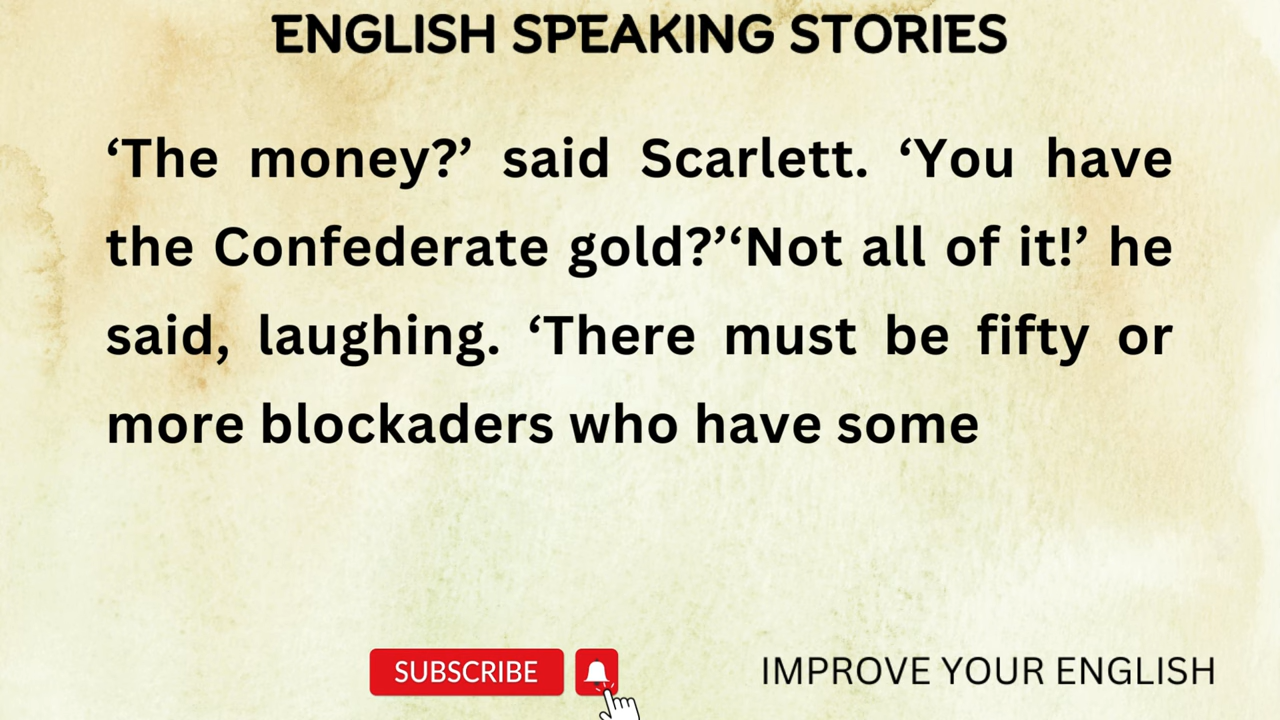 ENGLISH SPEAKING STORIES
‘The money?’ said Scarlett. ‘You have
the Confederate gold?’‘Not all of it!’ he
said, laughing. ‘There must be fifty or
more blockaders who have some
SUBSCRIBE
IMPROVE YOUR ENGLISH